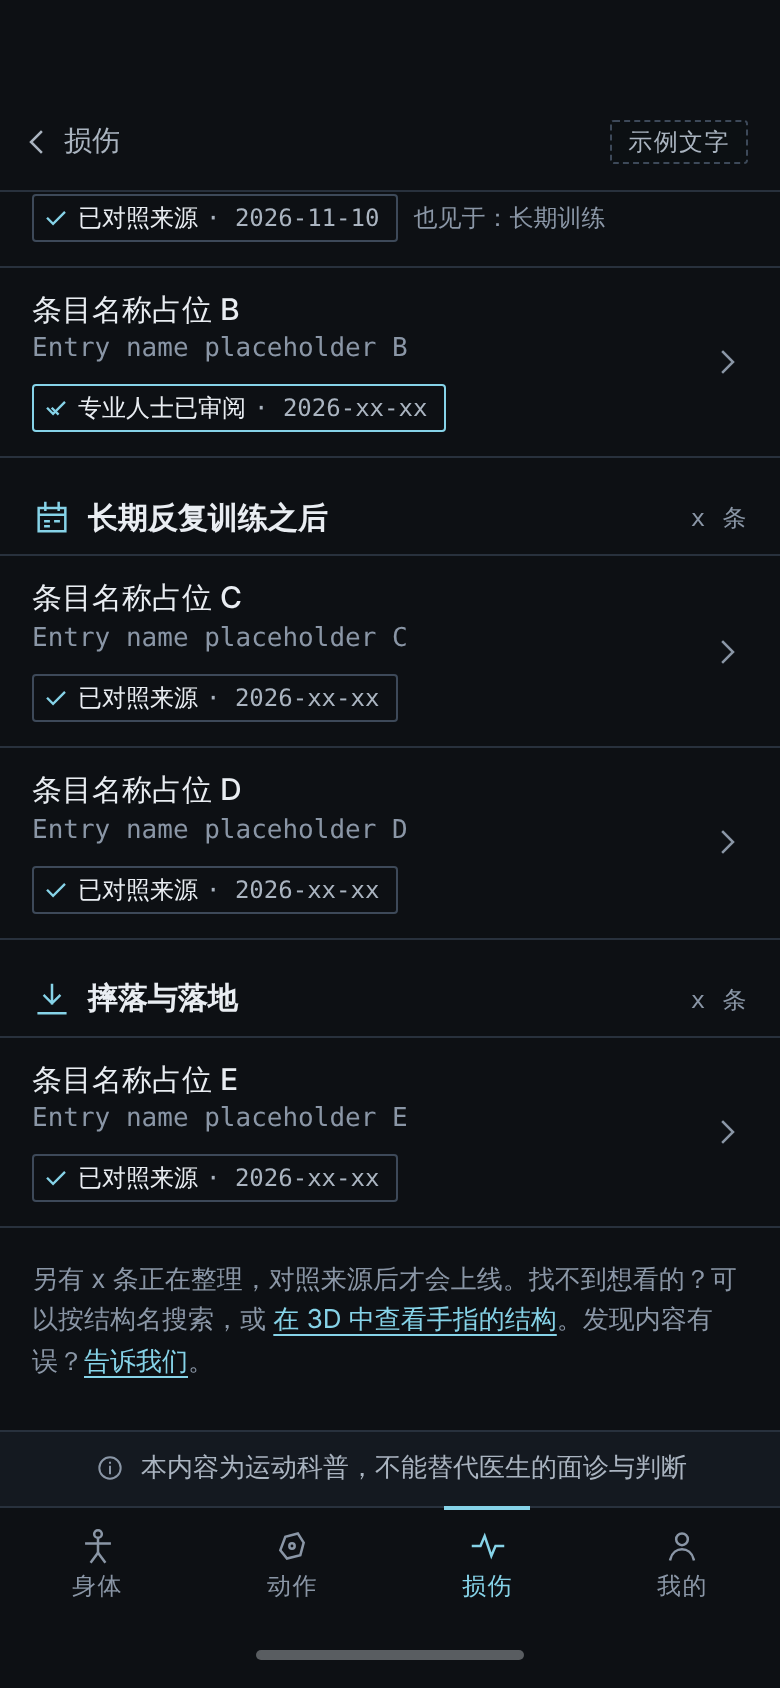 损伤
示例文字
已对照来源 · 2026-11-10 也见于：长期训练
条目名称占位 B
Entry name placeholder B
专业人士已审阅 · 2026-xx-xx
长期反复训练之后 x 条
条目名称占位 C
Entry name placeholder C
已对照来源 · 2026-xx-xx
条目名称占位 D
Entry name placeholder D
已对照来源 · 2026-xx-xx
摔落与落地 x 条
条目名称占位 E
Entry name placeholder E
已对照来源 · 2026-xx-xx
另有 x 条正在整理，对照来源后才会上线。找不到想看的？可
以按结构名搜索，或 在 3D 中查看手指的结构。发现内容有
误？告诉我们。
本内容为运动科普，不能替代医生的面诊与判断
身体 动作 损伤 我的